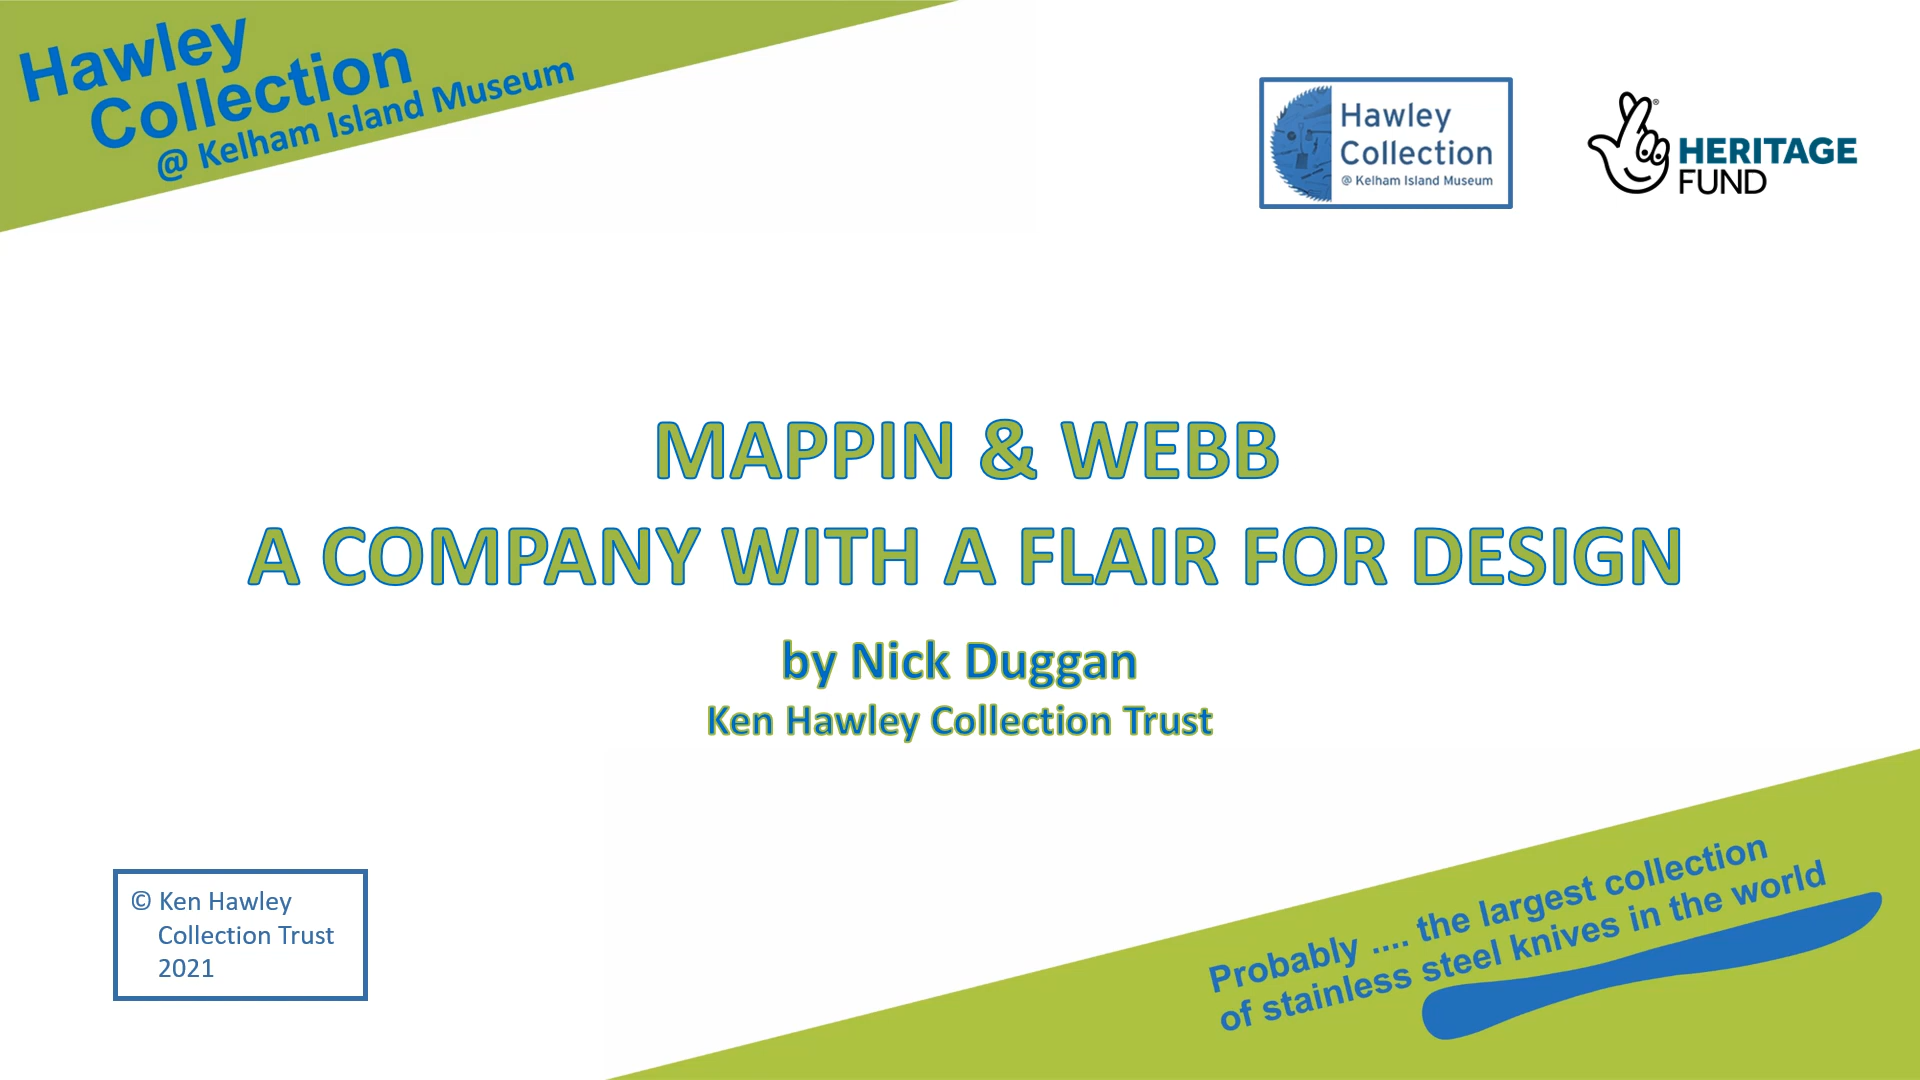 Hawley
Collection
@ Kelham Island Museum
Hawley
Collection
@ Kelham Island Museum
®
HERITAGE
FUND
MAPPIN & WEBB
A COMPANY WITH A FLAIR FOR DESIGN
by Nick Duggan
Ken Hawley Collection Trust
© Ken Hawley
Collection Trust
2021
Probably .... the largest collection
of stainless steel knives in the world